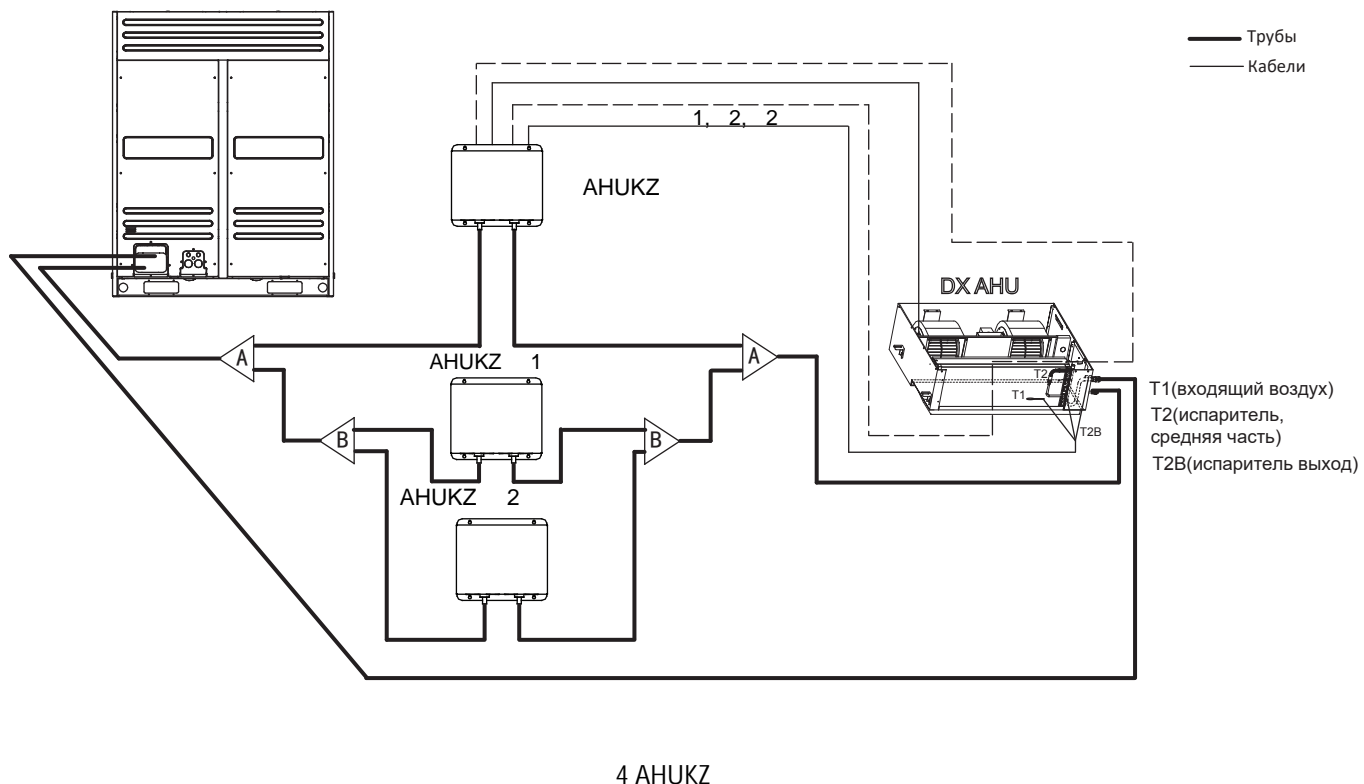 Трубы
Кабели
1, 2, 2
AHUKZ
DX AHU
A
AHUKZ 1
A
T2
T1
T1(входящий воздух)
T2(испаритель,
средняя часть)
B
B
T2B
T2B(испаритель выход)
AHUKZ 2
4 AHUKZ